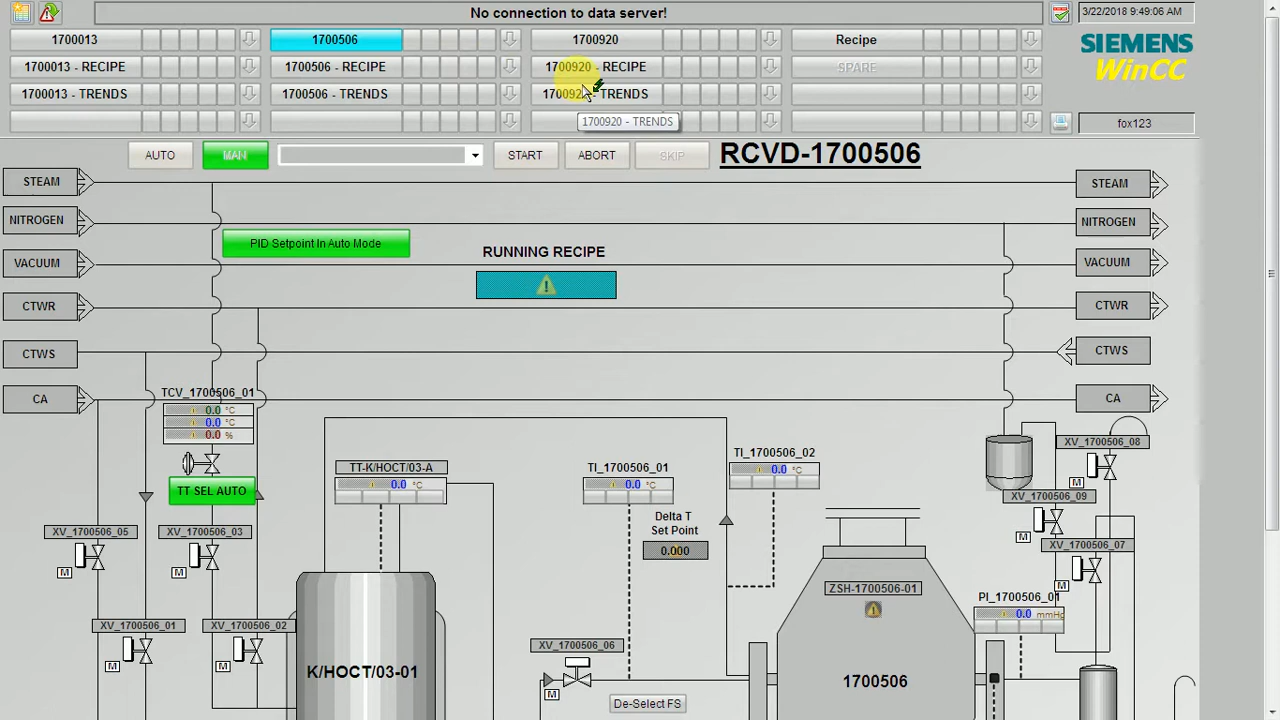 No connection to data server!
3/22/2018 9:49:06 AM
1700013
1700506
1700920
Recipe
SIEMENS
WinCC
1700013 - RECIPE
1700506 - RECIPE
1700920 - RECIPE
SPARE
1700013 - TRENDS
1700506 - TRENDS
1700920 - TRENDS
1700920 - TRENDS
fox123
AUTO
MAN
START
ABORT
SKIP
RCVD-1700506
STEAM
STEAM
NITROGEN
NITROGEN
PID Setpoint In Auto Mode
RUNNING RECIPE
VACUUM
VACUUM
CTWR
CTWR
CTWS
CTWS
CA
CA
TCV_1700506_01
0.0 °C
0.0 °C
0.0 %
TT SEL AUTO
TT-K/HOCT/03-A
0.0 °C
TI_1700506_01
0.0 °C
TI_1700506_02
0.0 °C
Delta T
Set Point
0.000
XV_1700506_08
M
XV_1700506_09
M
XV_1700506_07
M
XV_1700506_05
M
XV_1700506_03
M
ZSH-1700506-01
PI_1700506_01
0.0 mmHg
XV_1700506_01
M
XV_1700506_02
M
XV_1700506_06
M
K/HOCT/03-01
1700506
De-Select FS